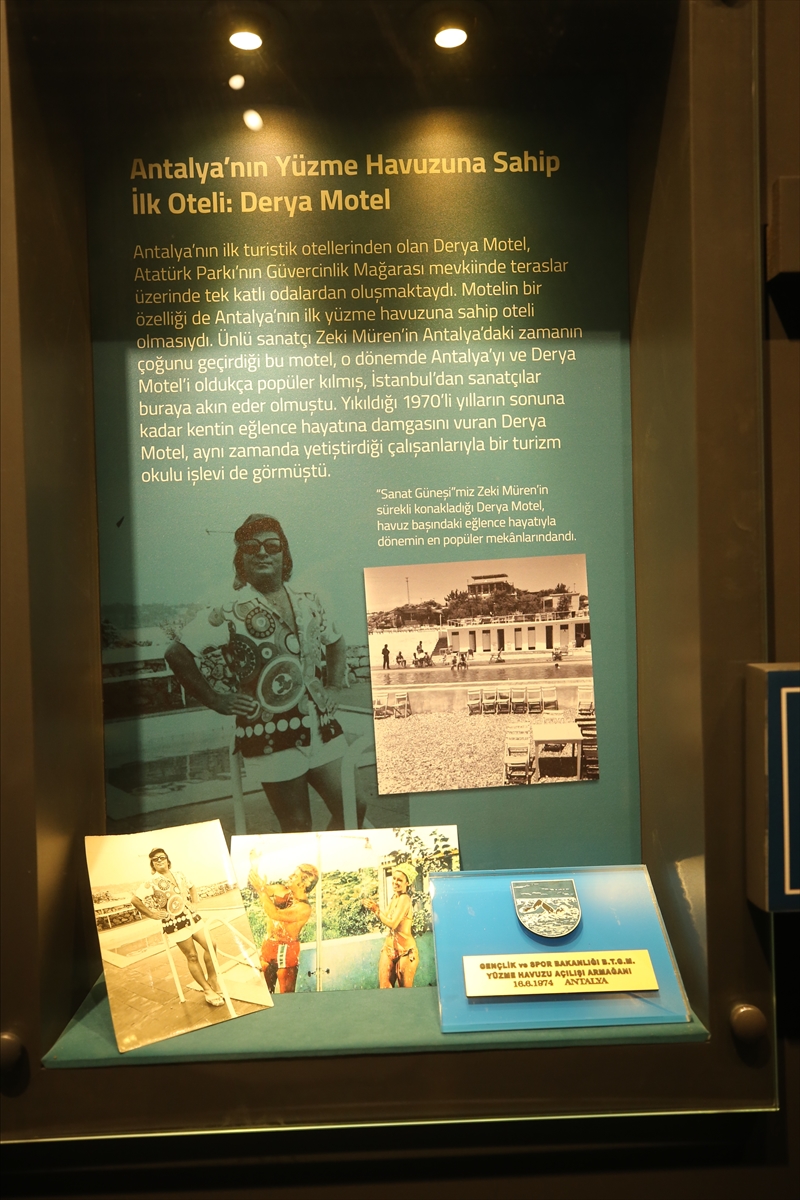 Antalya’nın Yüzme Havuzuna Sahip
İlk Oteli: Derya Motel
Antalya’nın ilk turistik otellerinden olan Derya Motel,
Atatürk Parkı’nın Güvercinlik Mağarası mevkiinde teraslar
üzerinde tek katlı odalardan oluşmaktaydı. Motelin bir
özelliği de Antalya’nın ilk yüzme havuzuna sahip oteli
olmasıydı. Ünlü sanatçı Zeki Müren’in Antalya’daki zamanın
çoğunu geçirdiği bu motel, o dönemde Antalya’yı ve Derya
Motel’i oldukça popüler kılmış, İstanbul’dan sanatçılar
buraya akın eder olmuştu. Yıkıldığı 1970’li yılların sonuna
kadar kentin eğlence hayatına damgasını vuran Derya
Motel, aynı zamanda yetiştirdiği çalışanlarıyla bir turizm
okulu işlevi de görmüştü.
“Sanat Güneşi”miz Zeki Müren’in
sürekli konakladığı Derya Motel,
havuz başındaki eğlence hayatıyla
dönemin en popüler mekânlarındandı.
GENÇLİK ve SPOR BAKANLIĞI B.T.G.M.
YÜZME HAVUZU AÇILIŞI ARMAĞANI
16.6.1974 ANTALYA